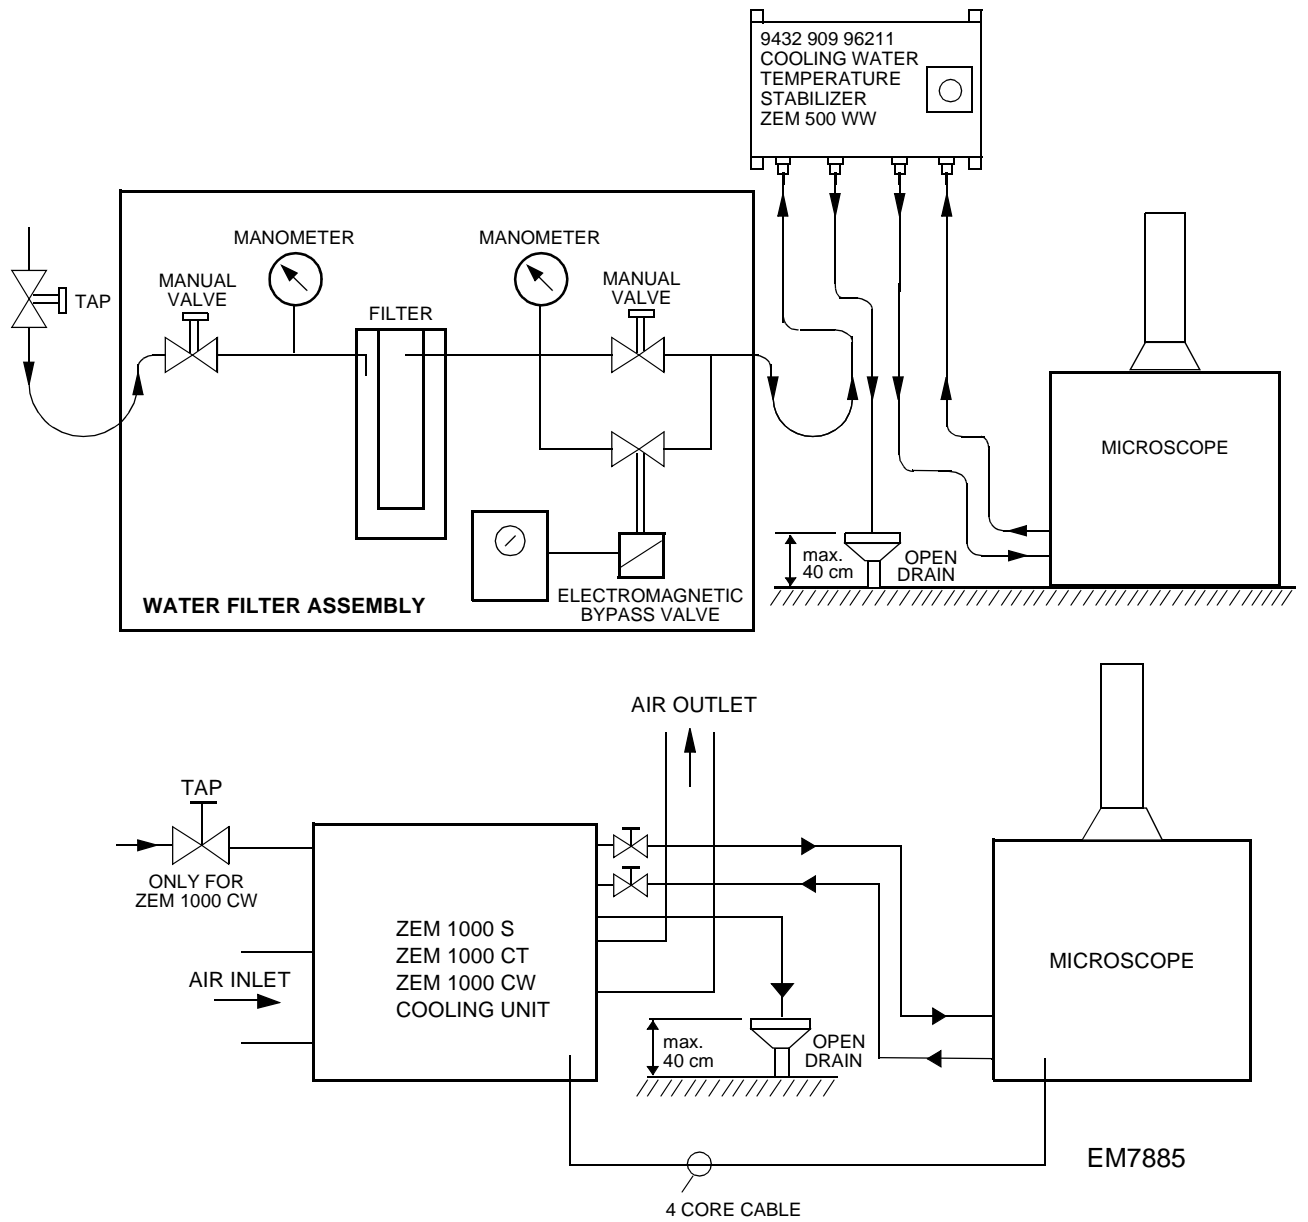 9432 909 96211
COOLING WATER
TEMPERATURE
STABILIZER
ZEM 500 WW
MANOMETER
MANOMETER
MANUAL
VALVE
MANUAL
VALVE
TAP
FILTER
MICROSCOPE
max.
40 cm
OPEN
DRAIN
ELECTROMAGNETIC
BYPASS VALVE
WATER FILTER ASSEMBLY
AIR OUTLET
TAP
ONLY FOR
ZEM 1000 CW
ZEM 1000 S
ZEM 1000 CT
ZEM 1000 CW
COOLING UNIT
AIR INLET
MICROSCOPE
max.
40 cm
OPEN
DRAIN
EM7885
4 CORE CABLE